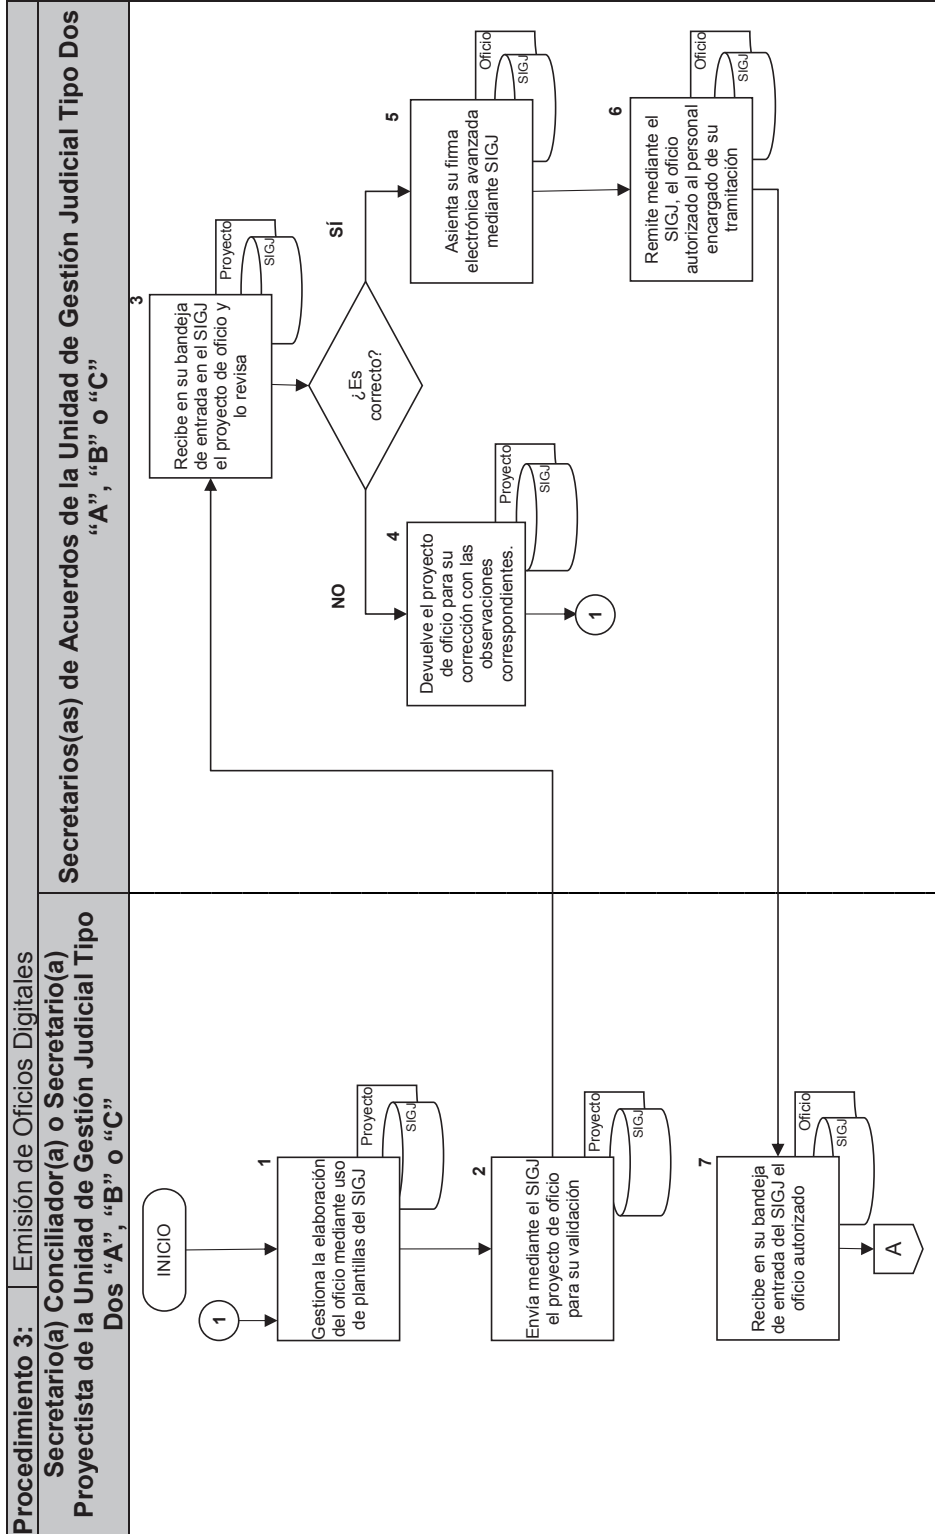 Procedimiento 3:
Emisión de Oficios Digitales
Secretario(a) Conciliador(a) o Secretario(a)
Proyectista de la Unidad de Gestión Judicial Tipo
Dos “A”, “B” o “C”
Secretarios(as) de Acuerdos de la Unidad de Gestión Judicial Tipo Dos
“A”, “B” o “C”
INICIO
1
1
Gestiona la elaboración
del oficio mediante uso
de plantillas del SIGJ
Proyecto
SIGJ
2
Envía mediante el SIGJ
el proyecto de oficio
para su validación
Proyecto
SIGJ
3
Recibe en su bandeja
de entrada en el SIGJ
el proyecto de oficio y
lo revisa
Proyecto
SIGJ
¿Es
correcto?
NO
SÍ
4
Devuelve el proyecto
de oficio para su
corrección con las
observaciones
correspondientes.
Proyecto
SIGJ
1
5
Asienta su firma
electrónica avanzada
mediante SIGJ
Oficio
SIGJ
6
Remite mediante el
SIGJ, el oficio
autorizado al personal
encargado de su
tramitación
Oficio
SIGJ
7
Recibe en su bandeja
de entrada del SIGJ el
oficio autorizado
Oficio
SIGJ
A